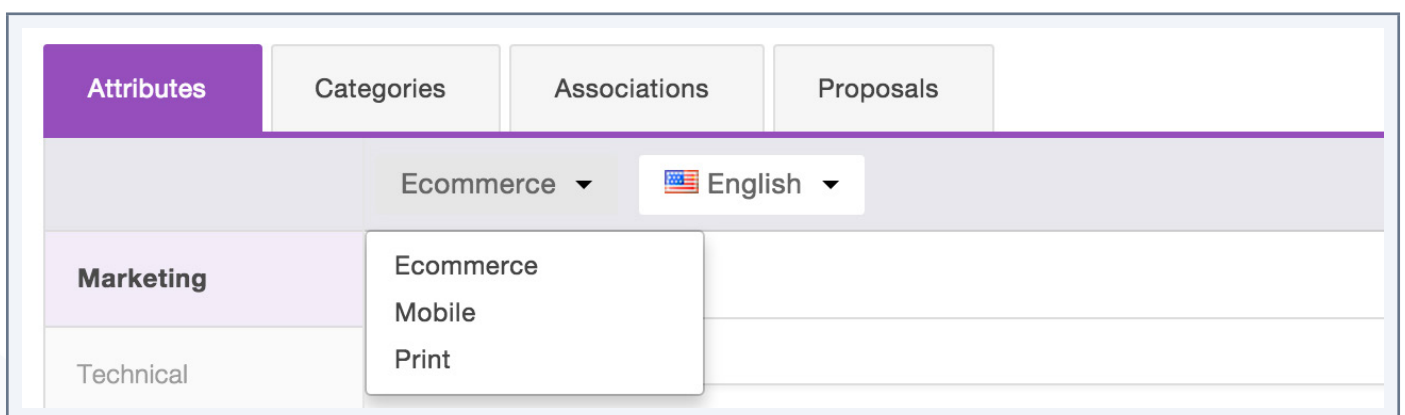 Attributes Categories Associations Proposals
Ecommerce English
Marketing
Ecommerce
Mobile
Print
Technical